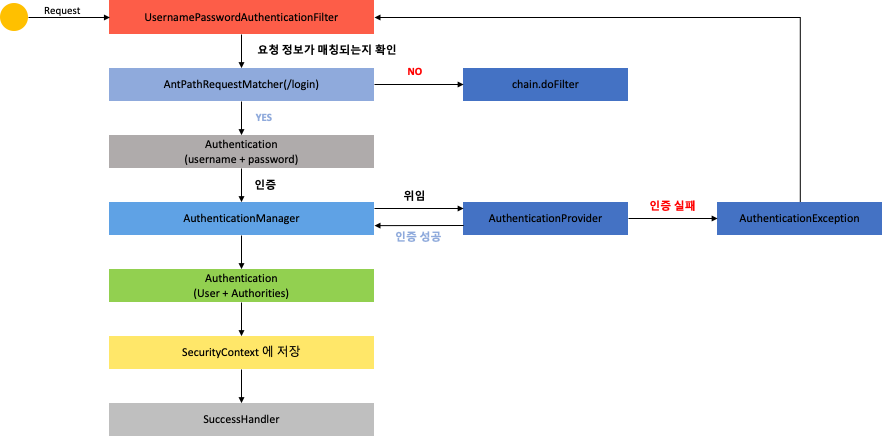 Request
UsernamePasswordAuthenticationFilter
요청 정보가 매칭되는지 확인
AntPathRequestMatcher(/login)
NO
chain.doFilter
YES
Authentication
(username + password)
인증
AuthenticationManager
위임
인증 성공
AuthenticationProvider
인증 실패
AuthenticationException
Authentication
(User + Authorities)
SecurityContext 에 저장
SuccessHandler